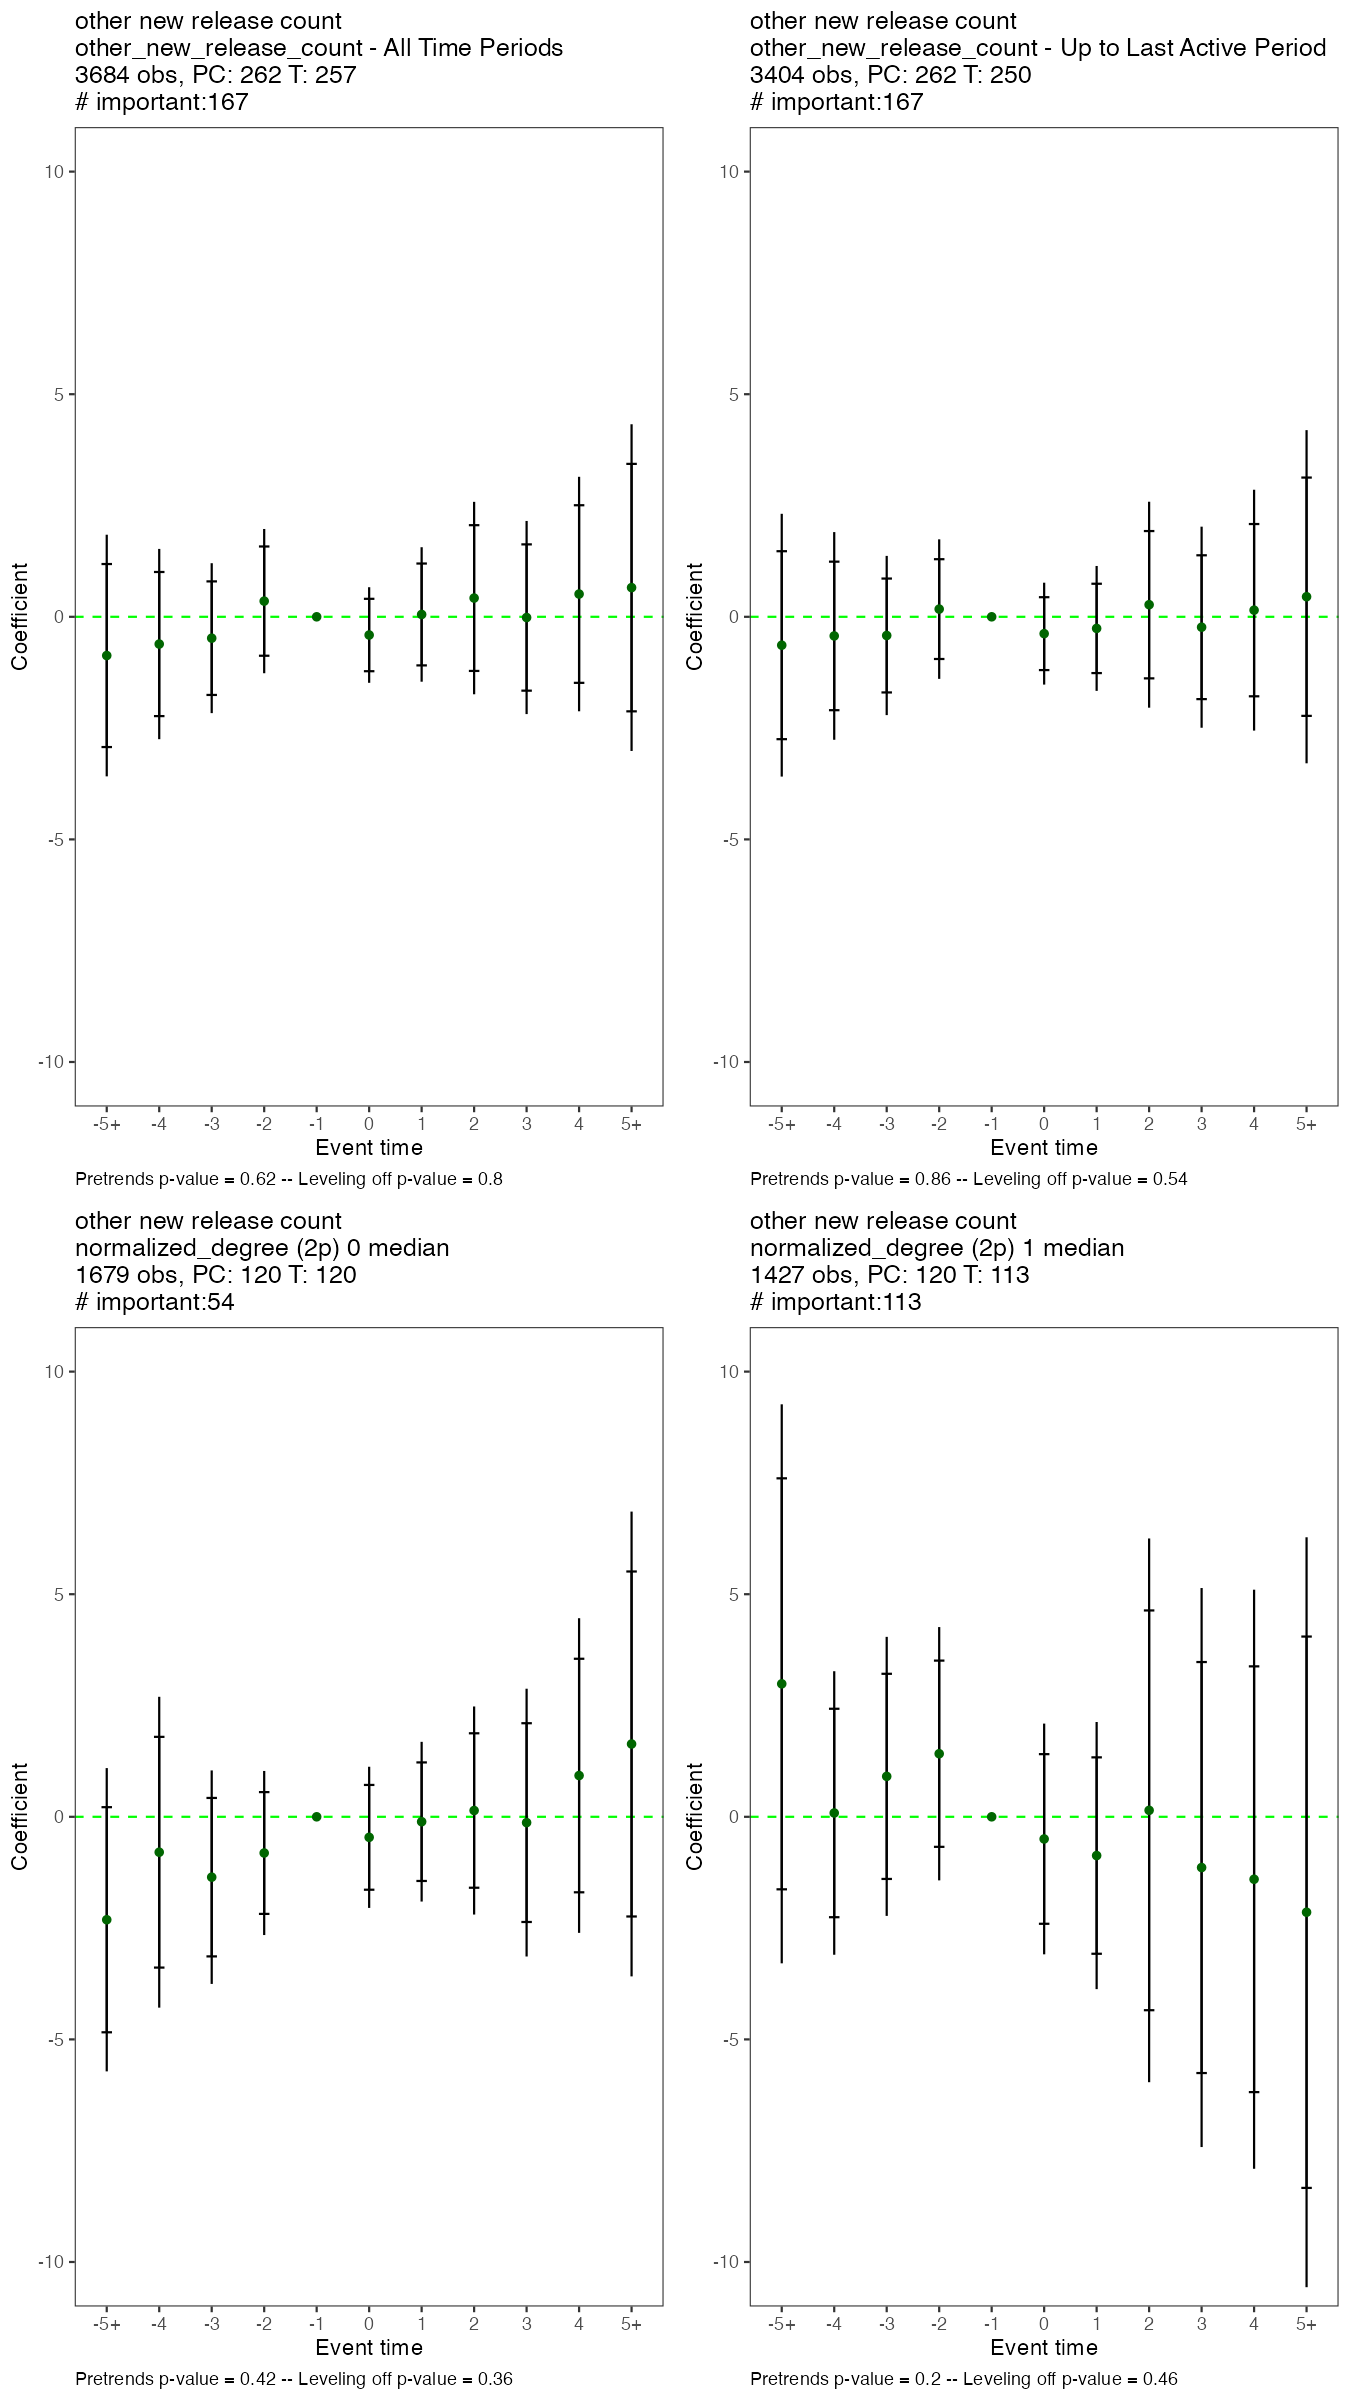 other new release count
other_new_release_count - All Time Periods
3684 obs, PC: 262 T: 257
# important:167
10
5
0
-5
-10
Coefficient
-5+ -4 -3 -2 -1 0 1 2 3 4 5+
Event time
Pretrends p-value = 0.62 -- Leveling off p-value = 0.8
other new release count
other_new_release_count - Up to Last Active Period
3404 obs, PC: 262 T: 250
# important:167
10
5
0
-5
-10
Coefficient
-5+ -4 -3 -2 -1 0 1 2 3 4 5+
Event time
Pretrends p-value = 0.86 -- Leveling off p-value = 0.54
other new release count
normalized_degree (2p) 0 median
1679 obs, PC: 120 T: 120
# important:54
10
5
0
-5
-10
Coefficient
-5+ -4 -3 -2 -1 0 1 2 3 4 5+
Event time
Pretrends p-value = 0.42 -- Leveling off p-value = 0.36
other new release count
normalized_degree (2p) 1 median
1427 obs, PC: 120 T: 113
# important:113
10
5
0
-5
-10
Coefficient
-5+ -4 -3 -2 -1 0 1 2 3 4 5+
Event time
Pretrends p-value = 0.2 -- Leveling off p-value = 0.46